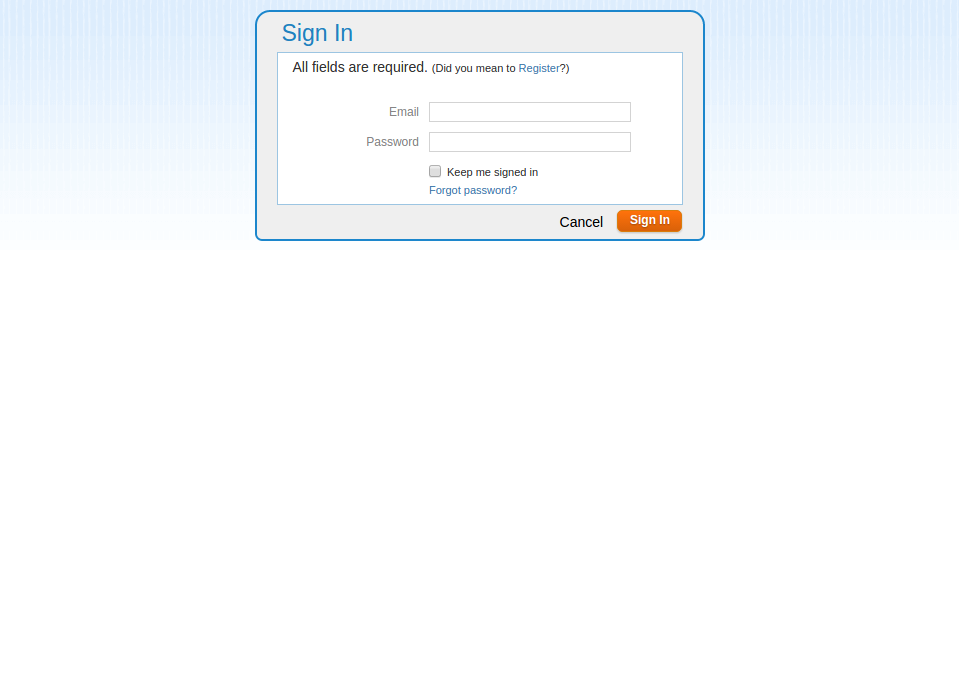 Sign In
All fields are required. (Did you mean to Register?)
Email
Password
Keep me signed in
Forgot password?
Cancel
Sign In